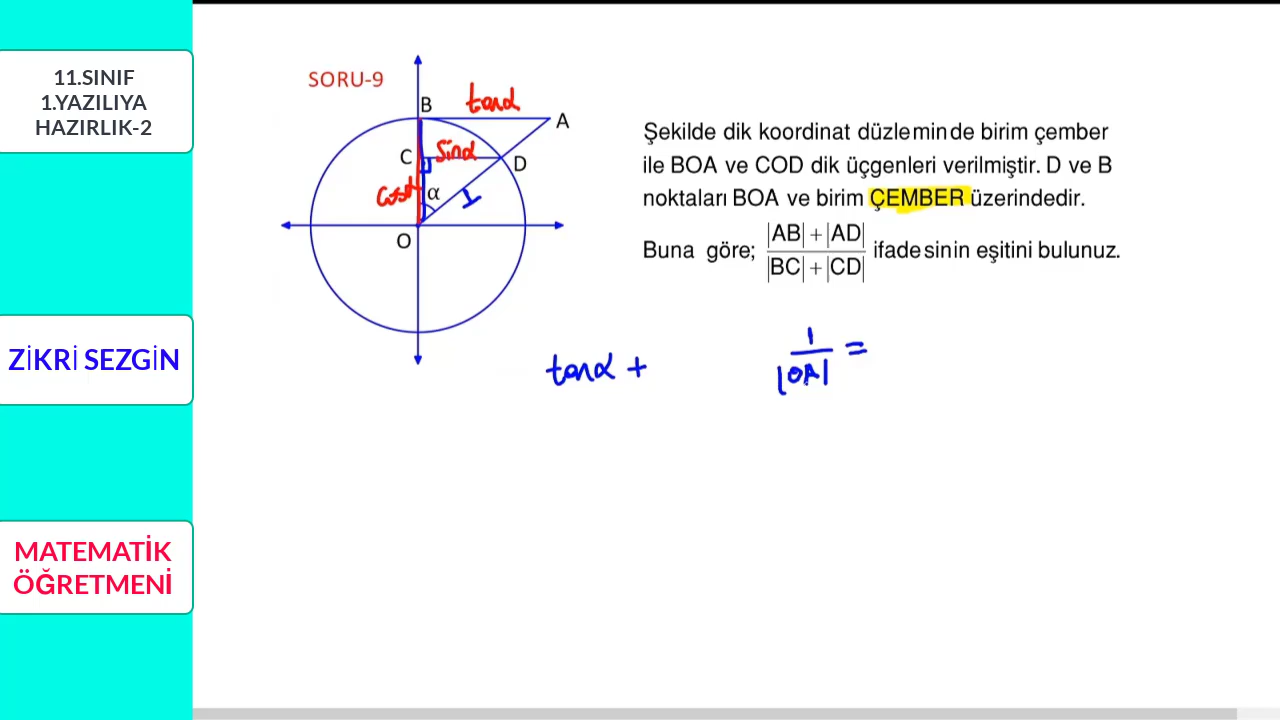 11.SINIF
1.YAZILIYA
HAZIRLIK-2
ZİKRİ SEZGİN
MATEMATİK
ÖĞRETMENİ
SORU-9
B
tanα
A
C
sinα
D
cosα
α
1
O
Şekilde dik koordinat düzleminde birim çember
ile BOA ve COD dik üçgenleri verilmiştir. D ve B
noktaları BOA ve birim ÇEMBER üzerindedir.
Buna göre; |AB| + |AD| / |BC| + |CD| ifadesinin eşitini bulunuz.
tanα + 1/|OA| =